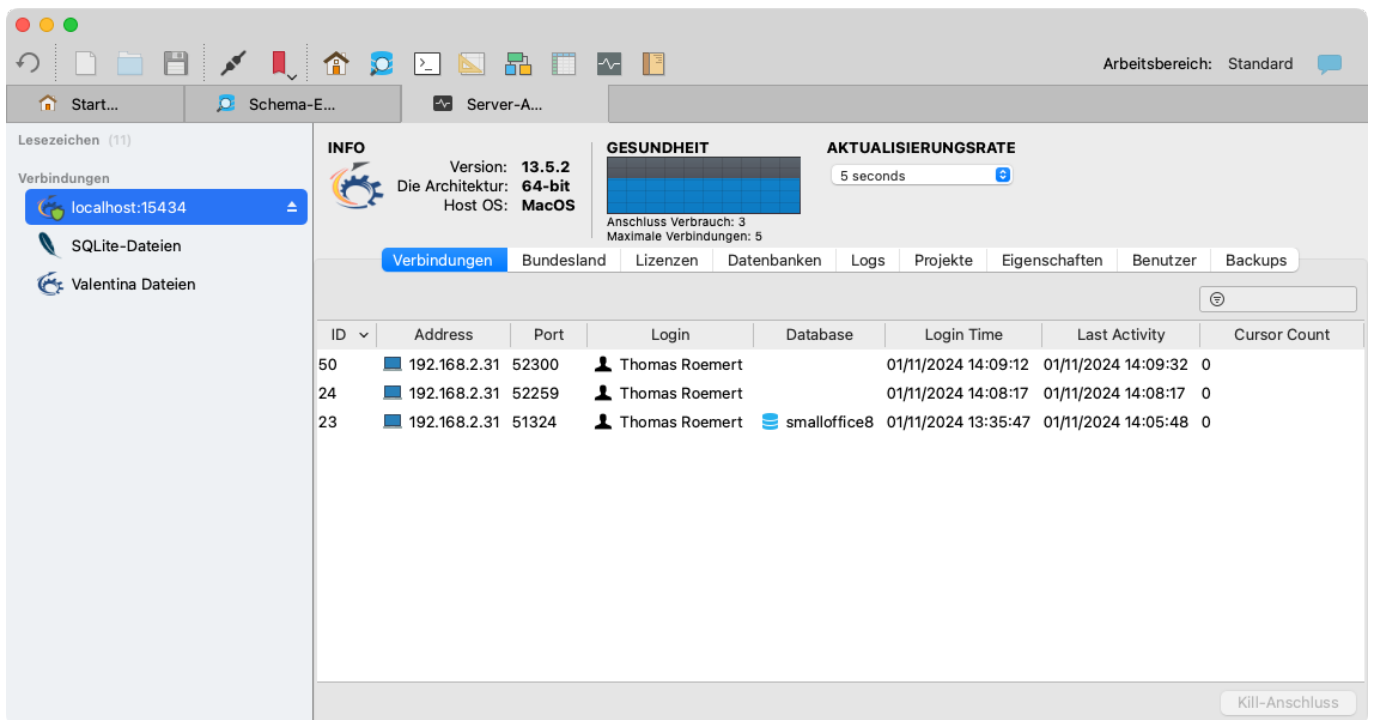 Arbeitsbereich: Standard
Start... Schema-E... Server-A...
Lesezeichen (11)
Verbindungen
localhost:15434
SQLite-Dateien
Valentina Dateien
INFO
Version: 13.5.2
Die Architektur: 64-bit
Host OS: MacOS
GESUNDHEIT
Anschluss Verbrauch: 3
Maximale Verbindungen: 5
AKTUALISIERUNGSRATE
5 seconds
Verbindungen Bundesland Lizenzen Datenbanken Logs Projekte Eigenschaften Benutzer Backups
ID Address Port Login Database Login Time Last Activity Cursor Count
50 192.168.2.31 52300 Thomas Roemert 01/11/2024 14:09:12 01/11/2024 14:09:32 0
24 192.168.2.31 52259 Thomas Roemert 01/11/2024 14:08:17 01/11/2024 14:08:17 0
23 192.168.2.31 51324 Thomas Roemert smalloffice8 01/11/2024 13:35:47 01/11/2024 14:05:48 0
Kill-Anschluss